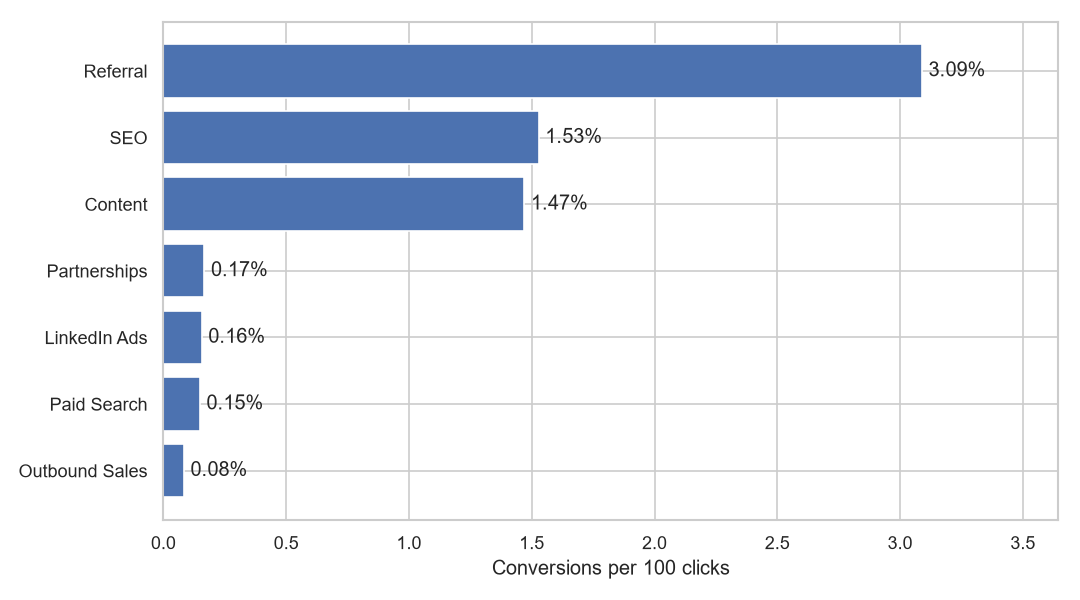 Referral 3.09%
SEO 1.53%
Content 1.47%
Partnerships 0.17%
LinkedIn Ads 0.16%
Paid Search 0.15%
Outbound Sales 0.08%
0.0 0.5 1.0 1.5 2.0 2.5 3.0 3.5
Conversions per 100 clicks